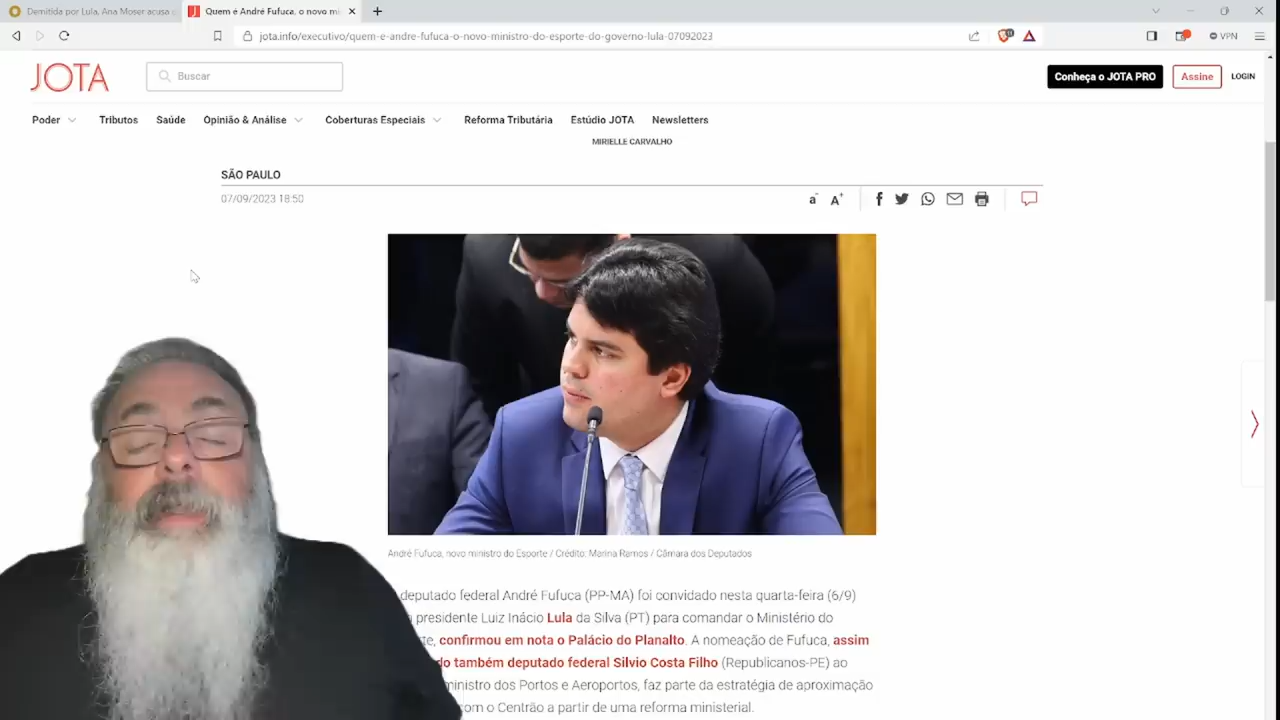 Demitida por Lula, Ana Moser acusa
Quem é André Fufuca, o novo mi
jota.info/executivo/quem-e-andre-fufuca-o-novo-ministro-do-esporte-do-governo-lula-07092023
VPN
JOTA
Buscar
Conheça o JOTA PRO
Assine
LOGIN
Poder
Tributos
Saúde
Opinião & Análise
Coberturas Especiais
Reforma Tributária
Estúdio JOTA
Newsletters
MIRIELLE CARVALHO
SÃO PAULO
07/09/2023 18:50
a-
A+
André Fufuca, novo ministro do Esporte / Crédito: Marina Ramos / Câmara dos Deputados
deputado federal André Fufuca (PP-MA) foi convidado nesta quarta-feira (6/9)
presidente Luiz Inácio Lula da Silva (PT) para comandar o Ministério do
te, confirmou em nota o Palácio do Planalto. A nomeação de Fufuca, assim
do também deputado federal Silvio Costa Filho (Republicanos-PE) ao
ministro dos Portos e Aeroportos, faz parte da estratégia de aproximação
com o Centrão a partir de uma reforma ministerial.